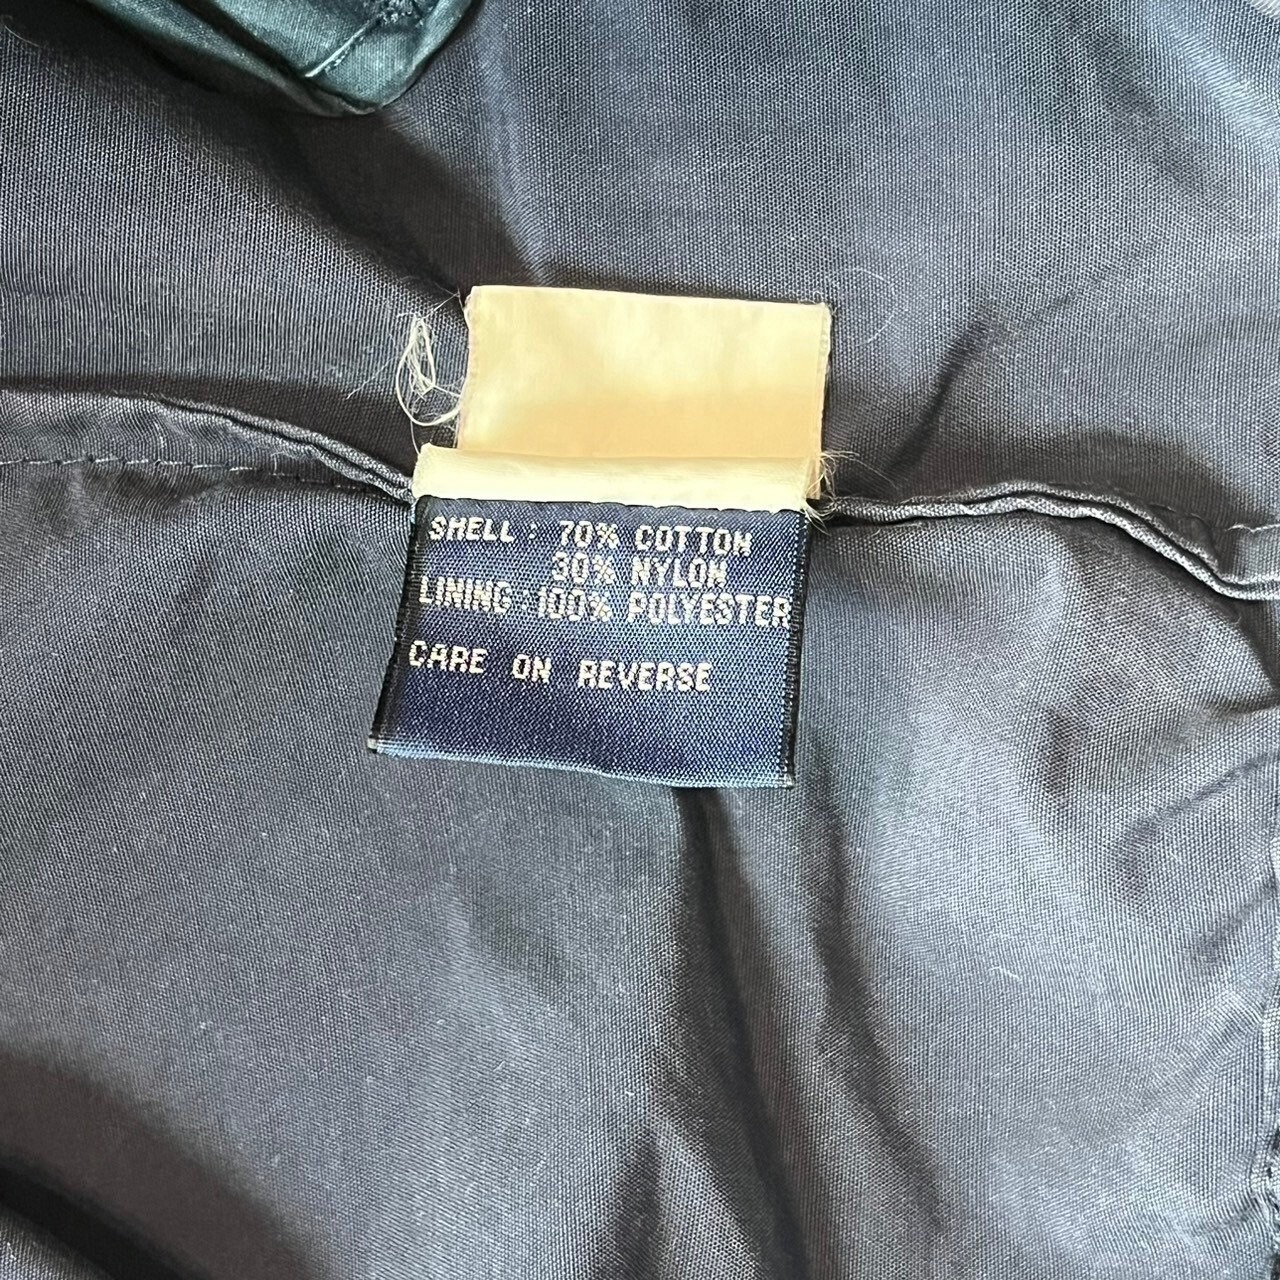 SHELL : 70% COTTON
30% NYLON
LINING : 100% POLYESTER
CARE ON REVERSE